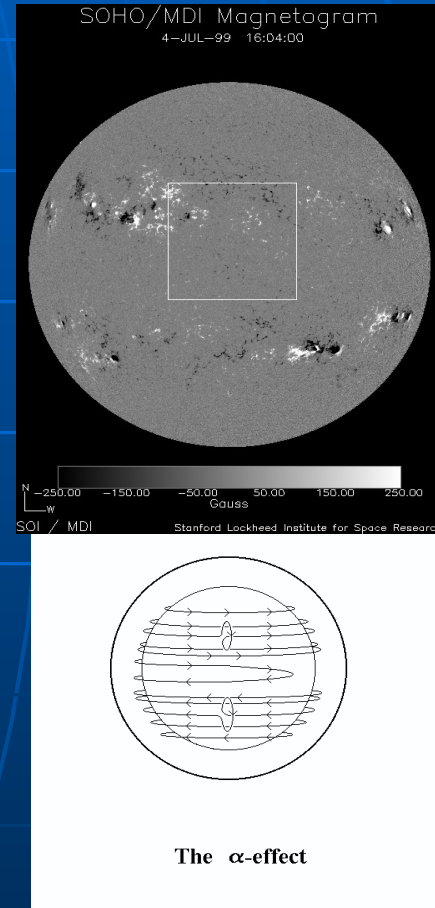 SOHO/MDI Magnetogram
4-JUL-99 16:04:00
N
W
-250.00 -150.00 -50.00 50.00 150.00 250.00
Gauss
SOI / MDI Stanford Lockheed Institute for Space Researc
The α-effect